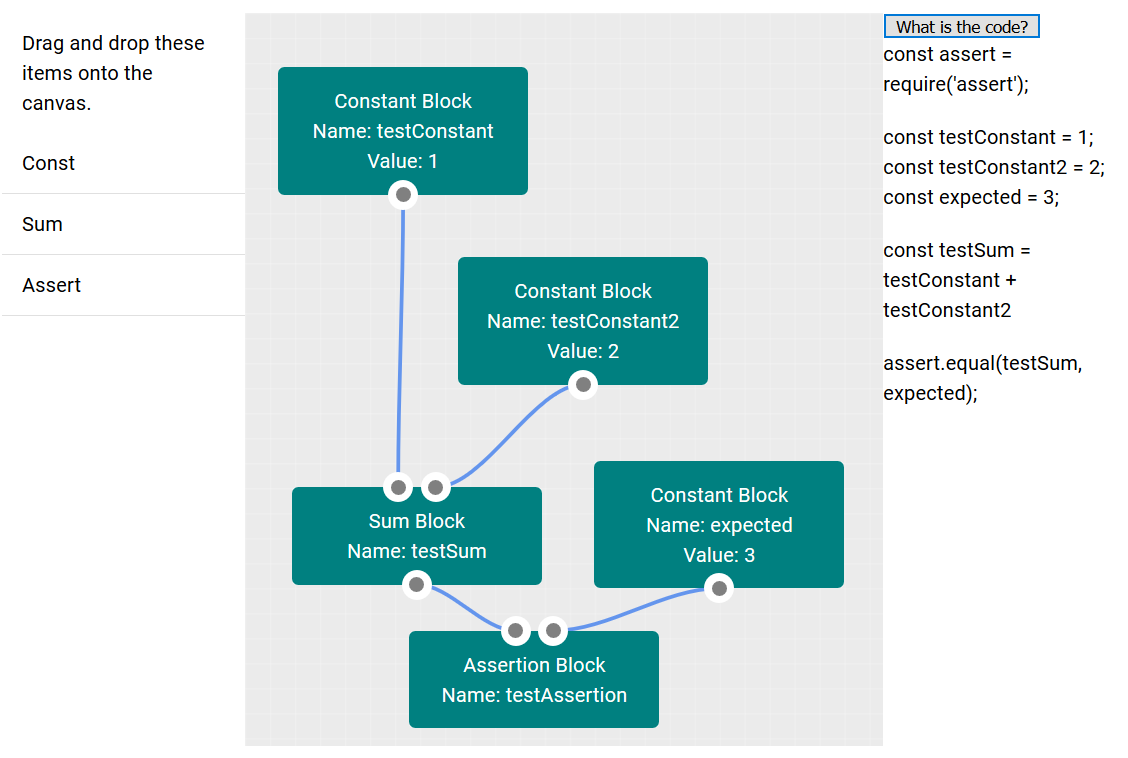 Drag and drop these
items onto the
canvas.
Const
Sum
Assert
Constant Block
Name: testConstant
Value: 1
Constant Block
Name: testConstant2
Value: 2
Sum Block
Name: testSum
Constant Block
Name: expected
Value: 3
Assertion Block
Name: testAssertion
What is the code?
const assert =
require('assert');
const testConstant = 1;
const testConstant2 = 2;
const expected = 3;
const testSum =
testConstant +
testConstant2
assert.equal(testSum,
expected);